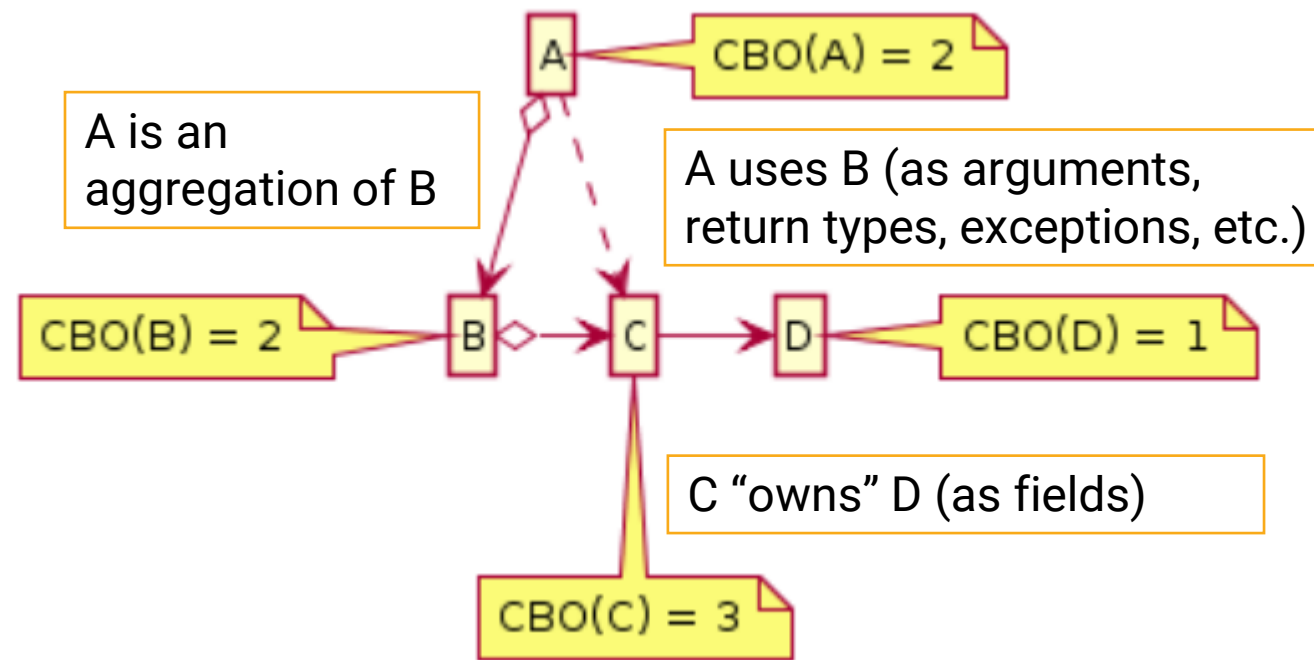 A
CBO(A) = 2
A is an
aggregation of B
A uses B (as arguments,
return types, exceptions, etc.)
CBO(B) = 2
B
C
D
CBO(D) = 1
C “owns” D (as fields)
CBO(C) = 3